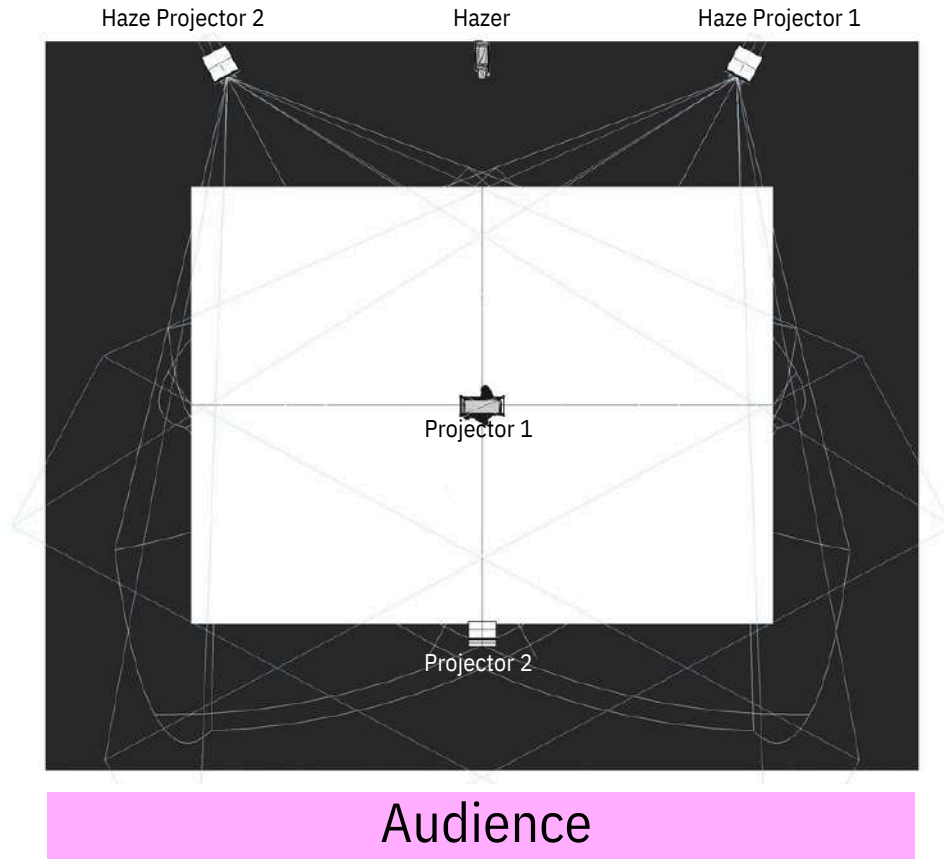 Haze Projector 2
Hazer
Haze Projector 1
Projector 1
Projector 2
Audience